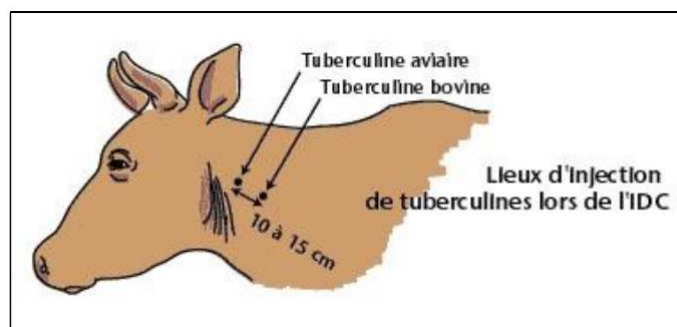 Tuberculine aviaire
Tuberculine bovine
Lieux d'injection
de tuberculines lors de l'IDC
10 à 15 cm